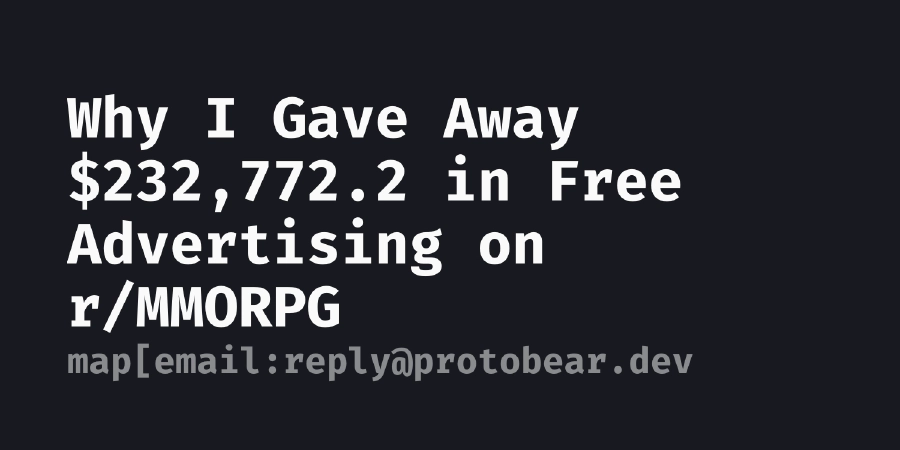 Why I Gave Away
$232,772.2 in Free
Advertising on
r/MMORPG
map[email:reply@protobear.dev